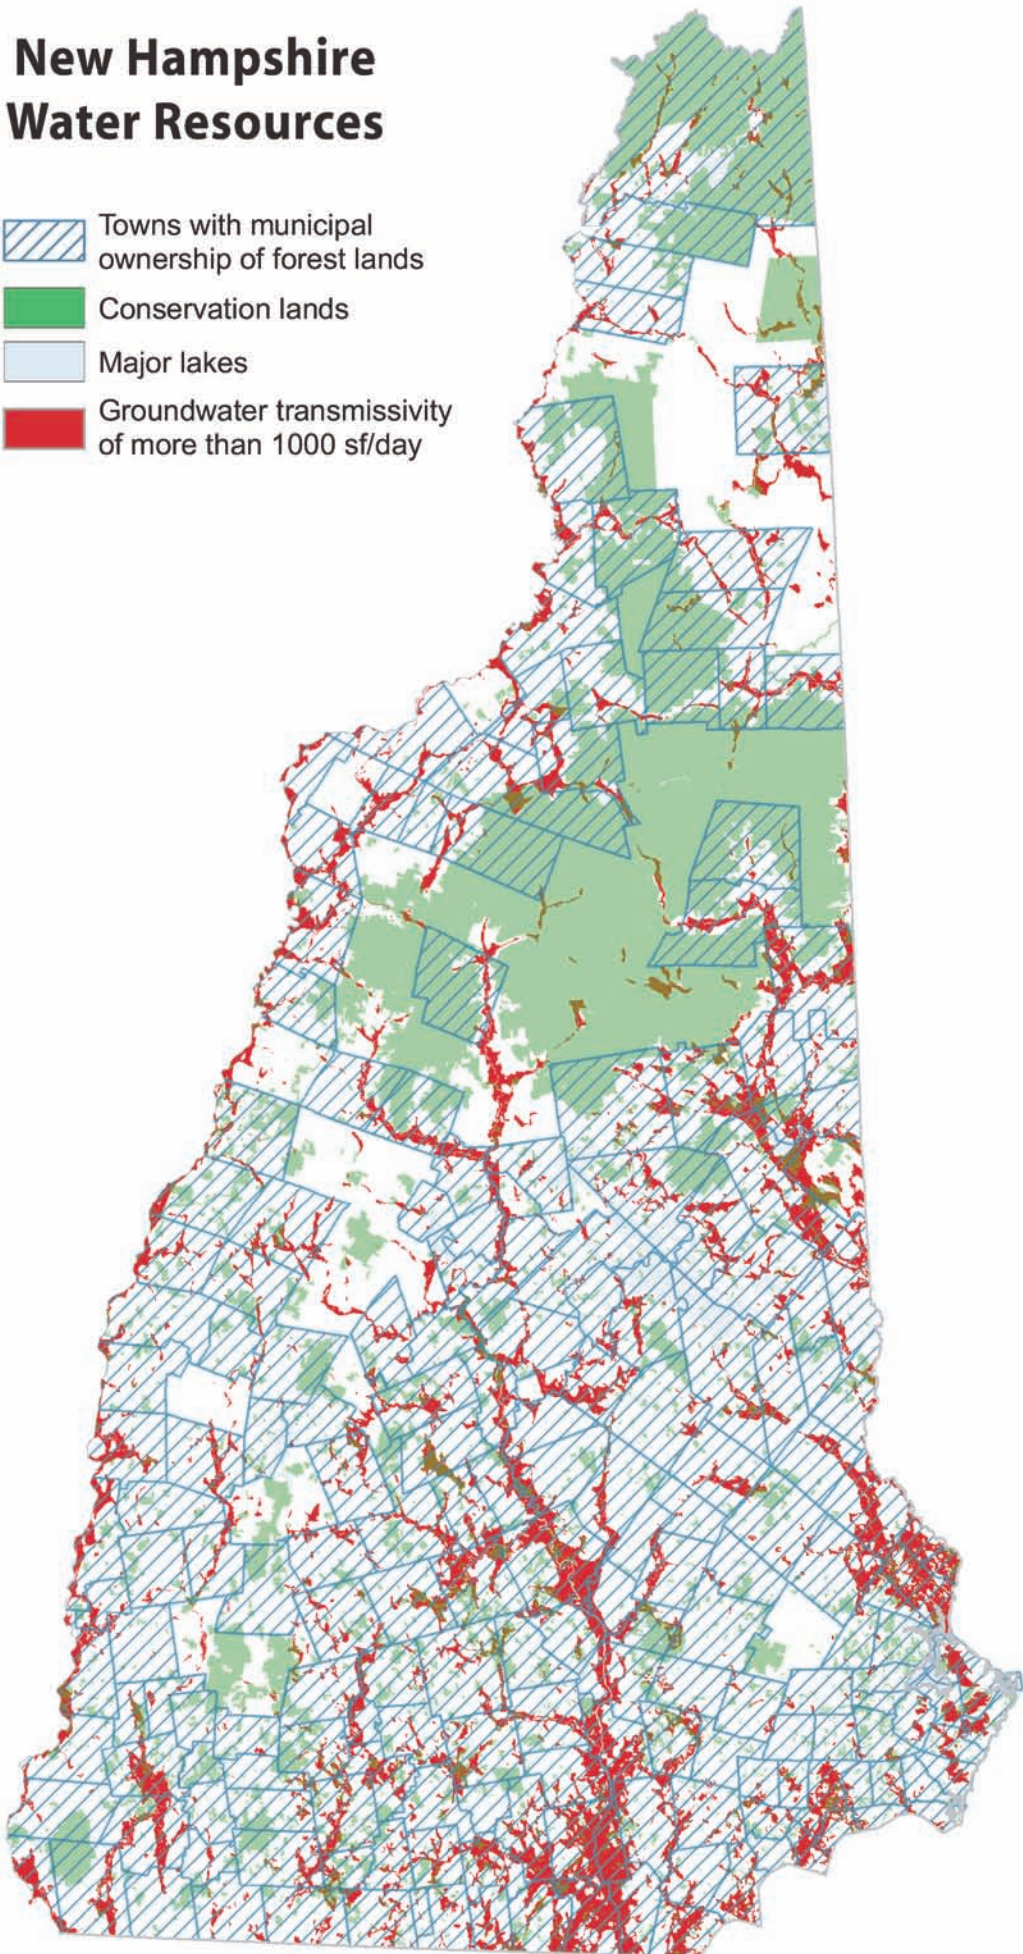 New Hampshire
Water Resources
Towns with municipal
ownership of forest lands
Conservation lands
Major lakes
Groundwater transmissivity
of more than 1000 sf/day